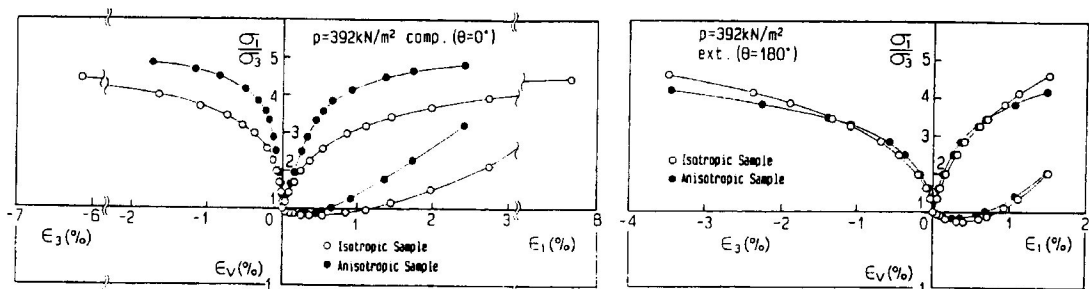 p=392kN/m² comp. (θ=0°)
σ₁
σ₃
5
4
3
2
1
-7
-6
-2
-1
0
1
2
3
8
ϵ₃(%)
ϵ₁(%)
○ Isotropic Sample
● Anisotropic Sample
ϵᵥ(%)
1
p=392kN/m²
ext. (θ=180°)
σ₁
σ₃
5
4
3
2
1
○ Isotropic Sample
● Anisotropic Sample
-4
-3
-2
-1
0
1
2
ϵ₃(%)
ϵ₁(%)
ϵᵥ(%)
1